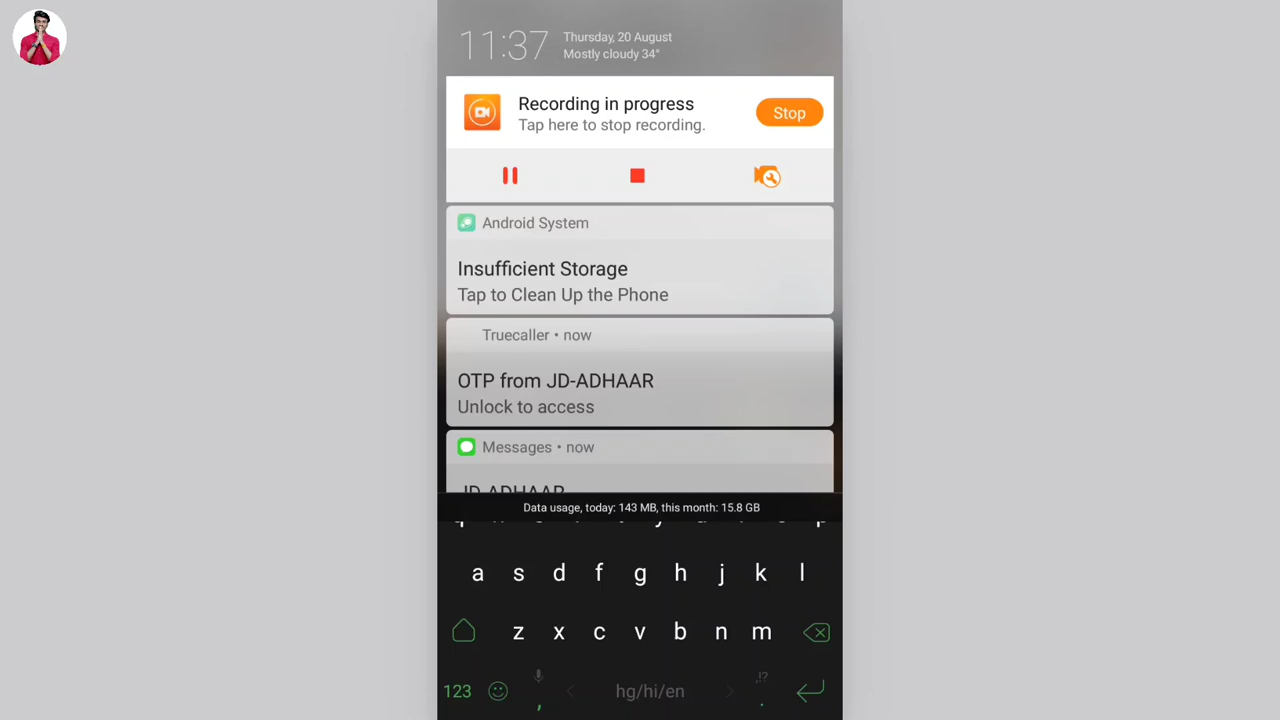 11:37
Thursday, 20 August
Mostly cloudy 34°
Recording in progress
Tap here to stop recording.
Stop
Android System
Insufficient Storage
Tap to Clean Up the Phone
Truecaller • now
OTP from JD-ADHAAR
Unlock to access
Messages • now
JD-ADHAAR
Data usage, today: 143 MB, this month: 15.8 GB
a s d f g h j k l
z x c v b n m
,!?
123 , hg/hi/en .